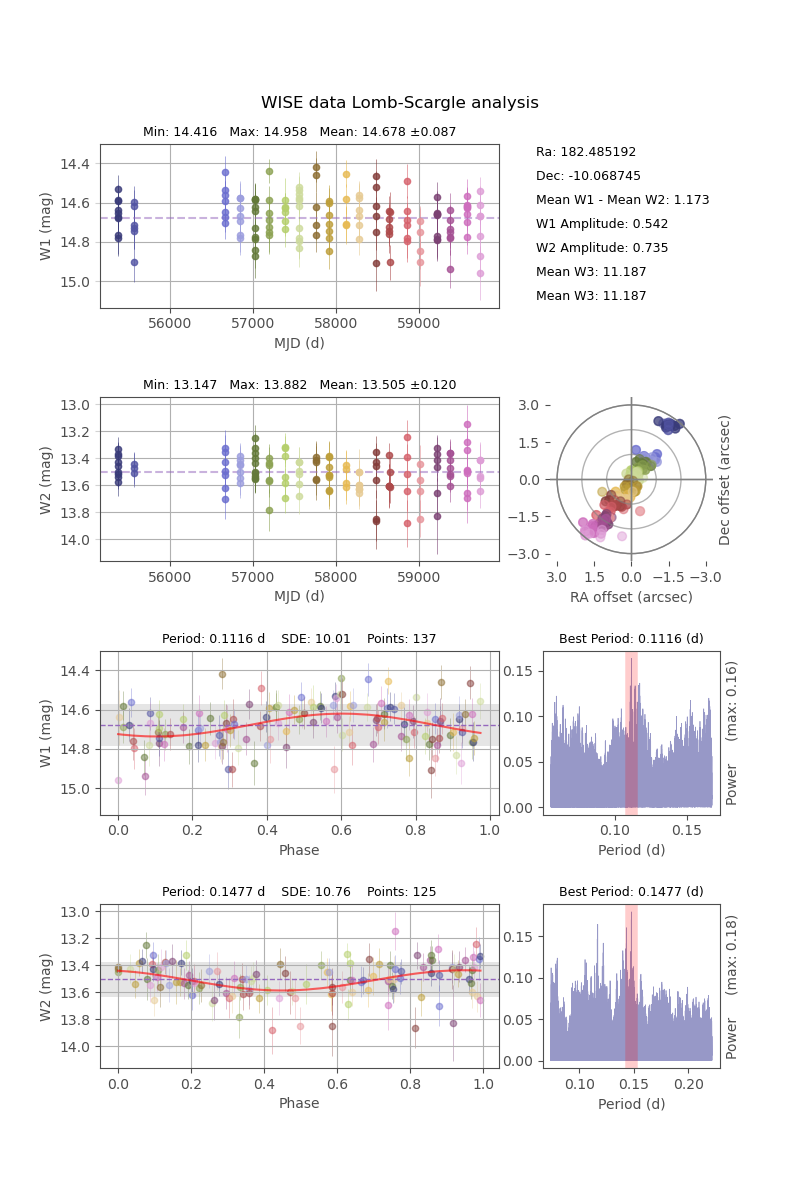 WISE data Lomb-Scargle analysis
Min: 14.416   Max: 14.958   Mean: 14.678 ±0.087
W1 (mag)
14.4
14.6
14.8
15.0
56000
57000
58000
59000
MJD (d)
Ra: 182.485192
Dec: -10.068745
Mean W1 - Mean W2: 1.173
W1 Amplitude: 0.542
W2 Amplitude: 0.735
Mean W3: 11.187
Mean W3: 11.187
Min: 13.147   Max: 13.882   Mean: 13.505 ±0.120
W2 (mag)
13.0
13.2
13.4
13.6
13.8
14.0
56000
57000
58000
59000
MJD (d)
3.0
1.5
0.0
−1.5
−3.0
3.0
1.5
0.0
−1.5
−3.0
RA offset (arcsec)
Dec offset (arcsec)
Period: 0.1116 d    SDE: 10.01    Points: 137
W1 (mag)
14.4
14.6
14.8
15.0
0.0
0.2
0.4
0.6
0.8
1.0
Phase
Best Period: 0.1116 (d)
0.15
0.10
0.05
0.00
0.10
0.15
Period (d)
Power     (max: 0.16)
Period: 0.1477 d    SDE: 10.76    Points: 125
W2 (mag)
13.0
13.2
13.4
13.6
13.8
14.0
0.0
0.2
0.4
0.6
0.8
1.0
Phase
Best Period: 0.1477 (d)
0.15
0.10
0.05
0.00
0.10
0.15
0.20
Period (d)
Power     (max: 0.18)